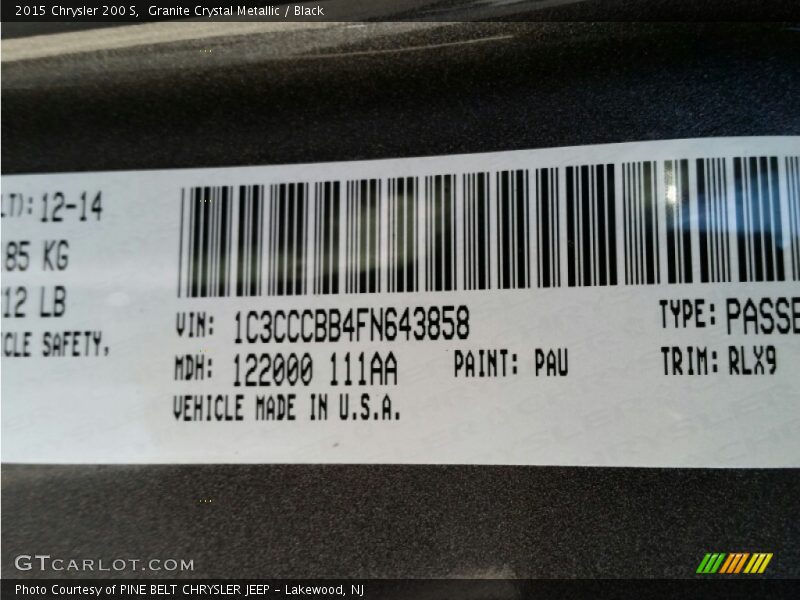 2015 Chrysler 200 S, Granite Crystal Metallic / Black
LT): 12-14
85 KG
12 LB
CLE SAFETY,
VIN: 1C3CCCBB4FN643858
TYPE: PASSE
MDH: 122000 111AA
PAINT: PAU
TRIM: RLX9
VEHICLE MADE IN U.S.A.
GTCARLOT.COM
Photo Courtesy of PINE BELT CHRYSLER JEEP - Lakewood, NJ